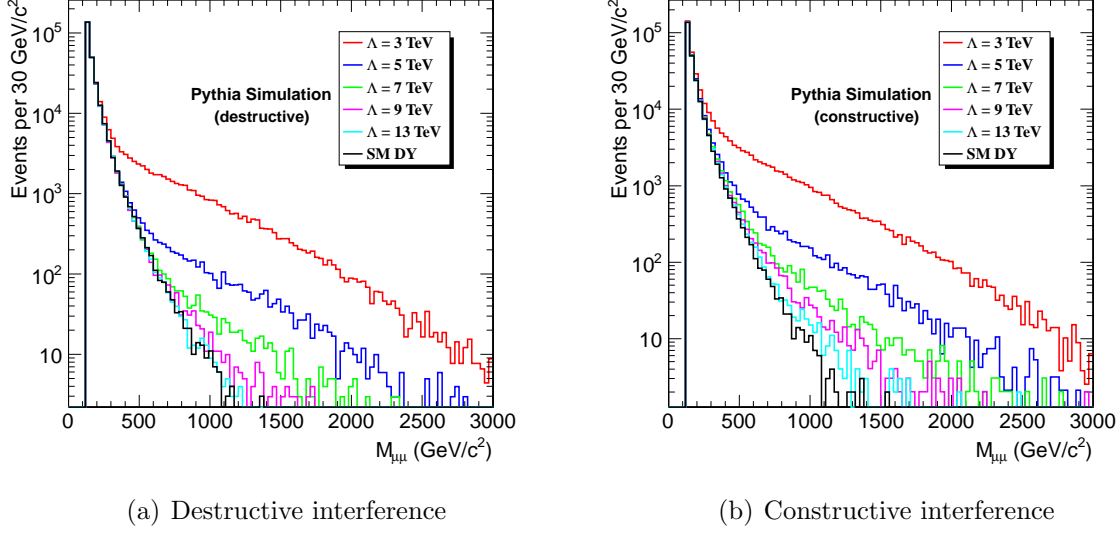 Events per 30 GeV/c²
10⁵
10⁴
10³
10²
10
Pythia Simulation
(destructive)
Λ = 3 TeV
Λ = 5 TeV
Λ = 7 TeV
Λ = 9 TeV
Λ = 13 TeV
SM DY
0 500 1000 1500 2000 2500 3000
M_μμ (GeV/c²)
(a) Destructive interference
Events per 30 GeV/c²
10⁵
10⁴
10³
10²
10
Pythia Simulation
(constructive)
Λ = 3 TeV
Λ = 5 TeV
Λ = 7 TeV
Λ = 9 TeV
Λ = 13 TeV
SM DY
0 500 1000 1500 2000 2500 3000
M_μμ (GeV/c²)
(b) Constructive interference